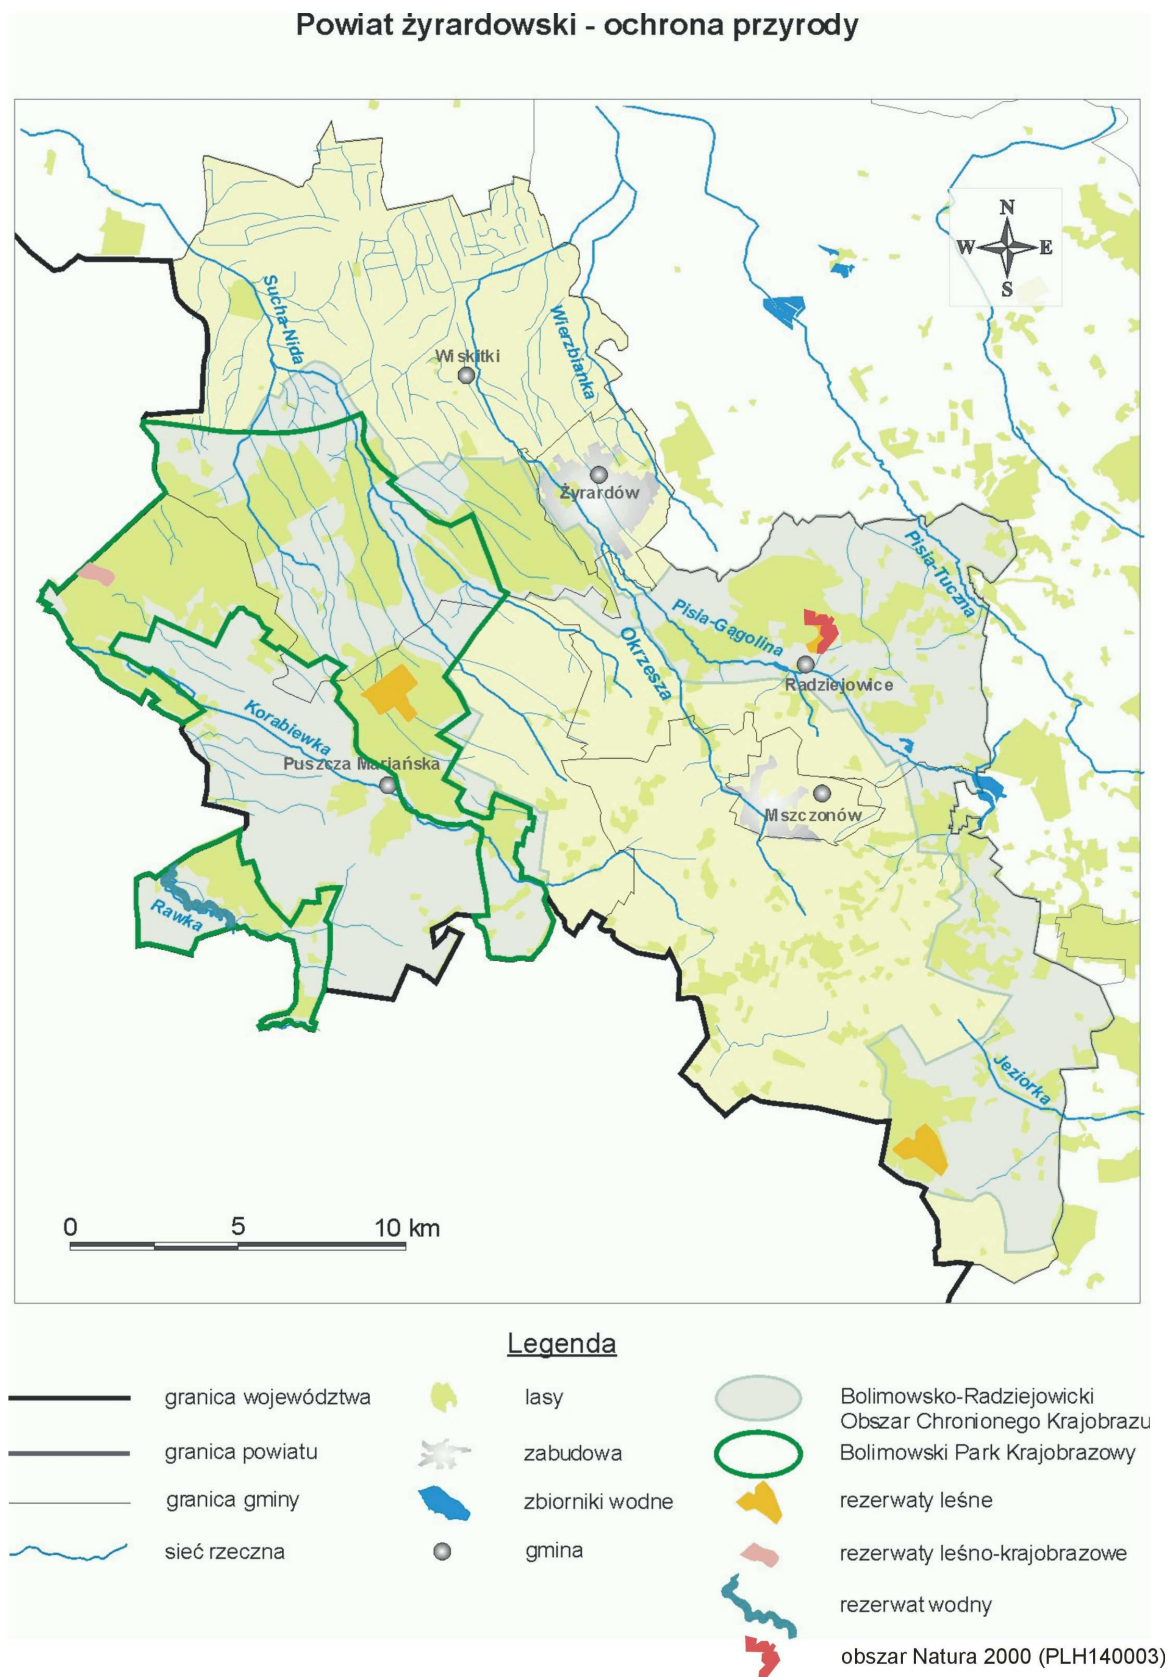 Powiat żyrardowski - ochrona przyrody
N
W
E
S
Sucha-Nida
Wierzbianka
Wiskitki
Żyrardów
Pisia-Tuczna
Pisia-Gągolina
Okrzesza
Radziejowice
Korabiewka
Puszcza Mariańska
Mszczonów
Rawka
Jeziorka
0 5 10 km
Legenda
granica województwa
granica powiatu
granica gminy
sieć rzeczna
lasy
zabudowa
zbiorniki wodne
gmina
Bolimowsko-Radziejowicki
Obszar Chronionego Krajobrazu
Bolimowski Park Krajobrazowy
rezerwaty leśne
rezerwaty leśno-krajobrazowe
rezerwat wodny
obszar Natura 2000 (PLH140003)